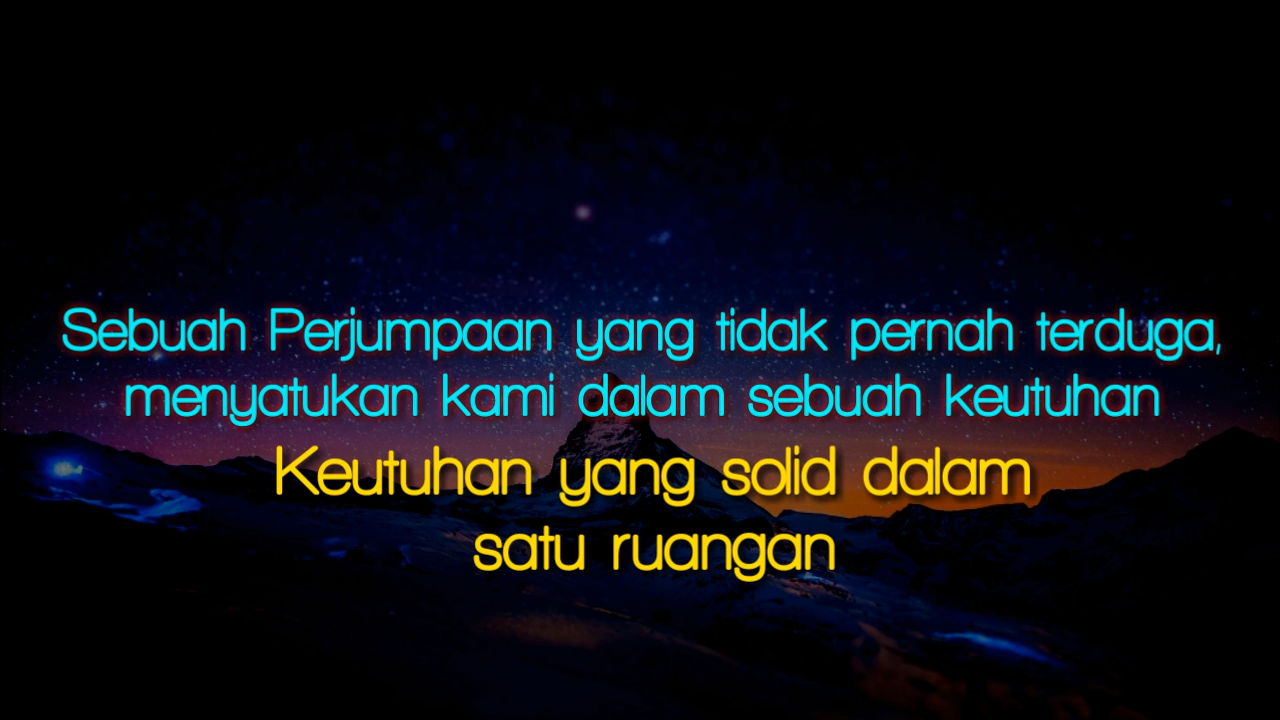 Sebuah Perjumpaan yang tidak pernah terduga,
menyatukan kami dalam sebuah keutuhan
Keutuhan yang solid dalam
satu ruangan